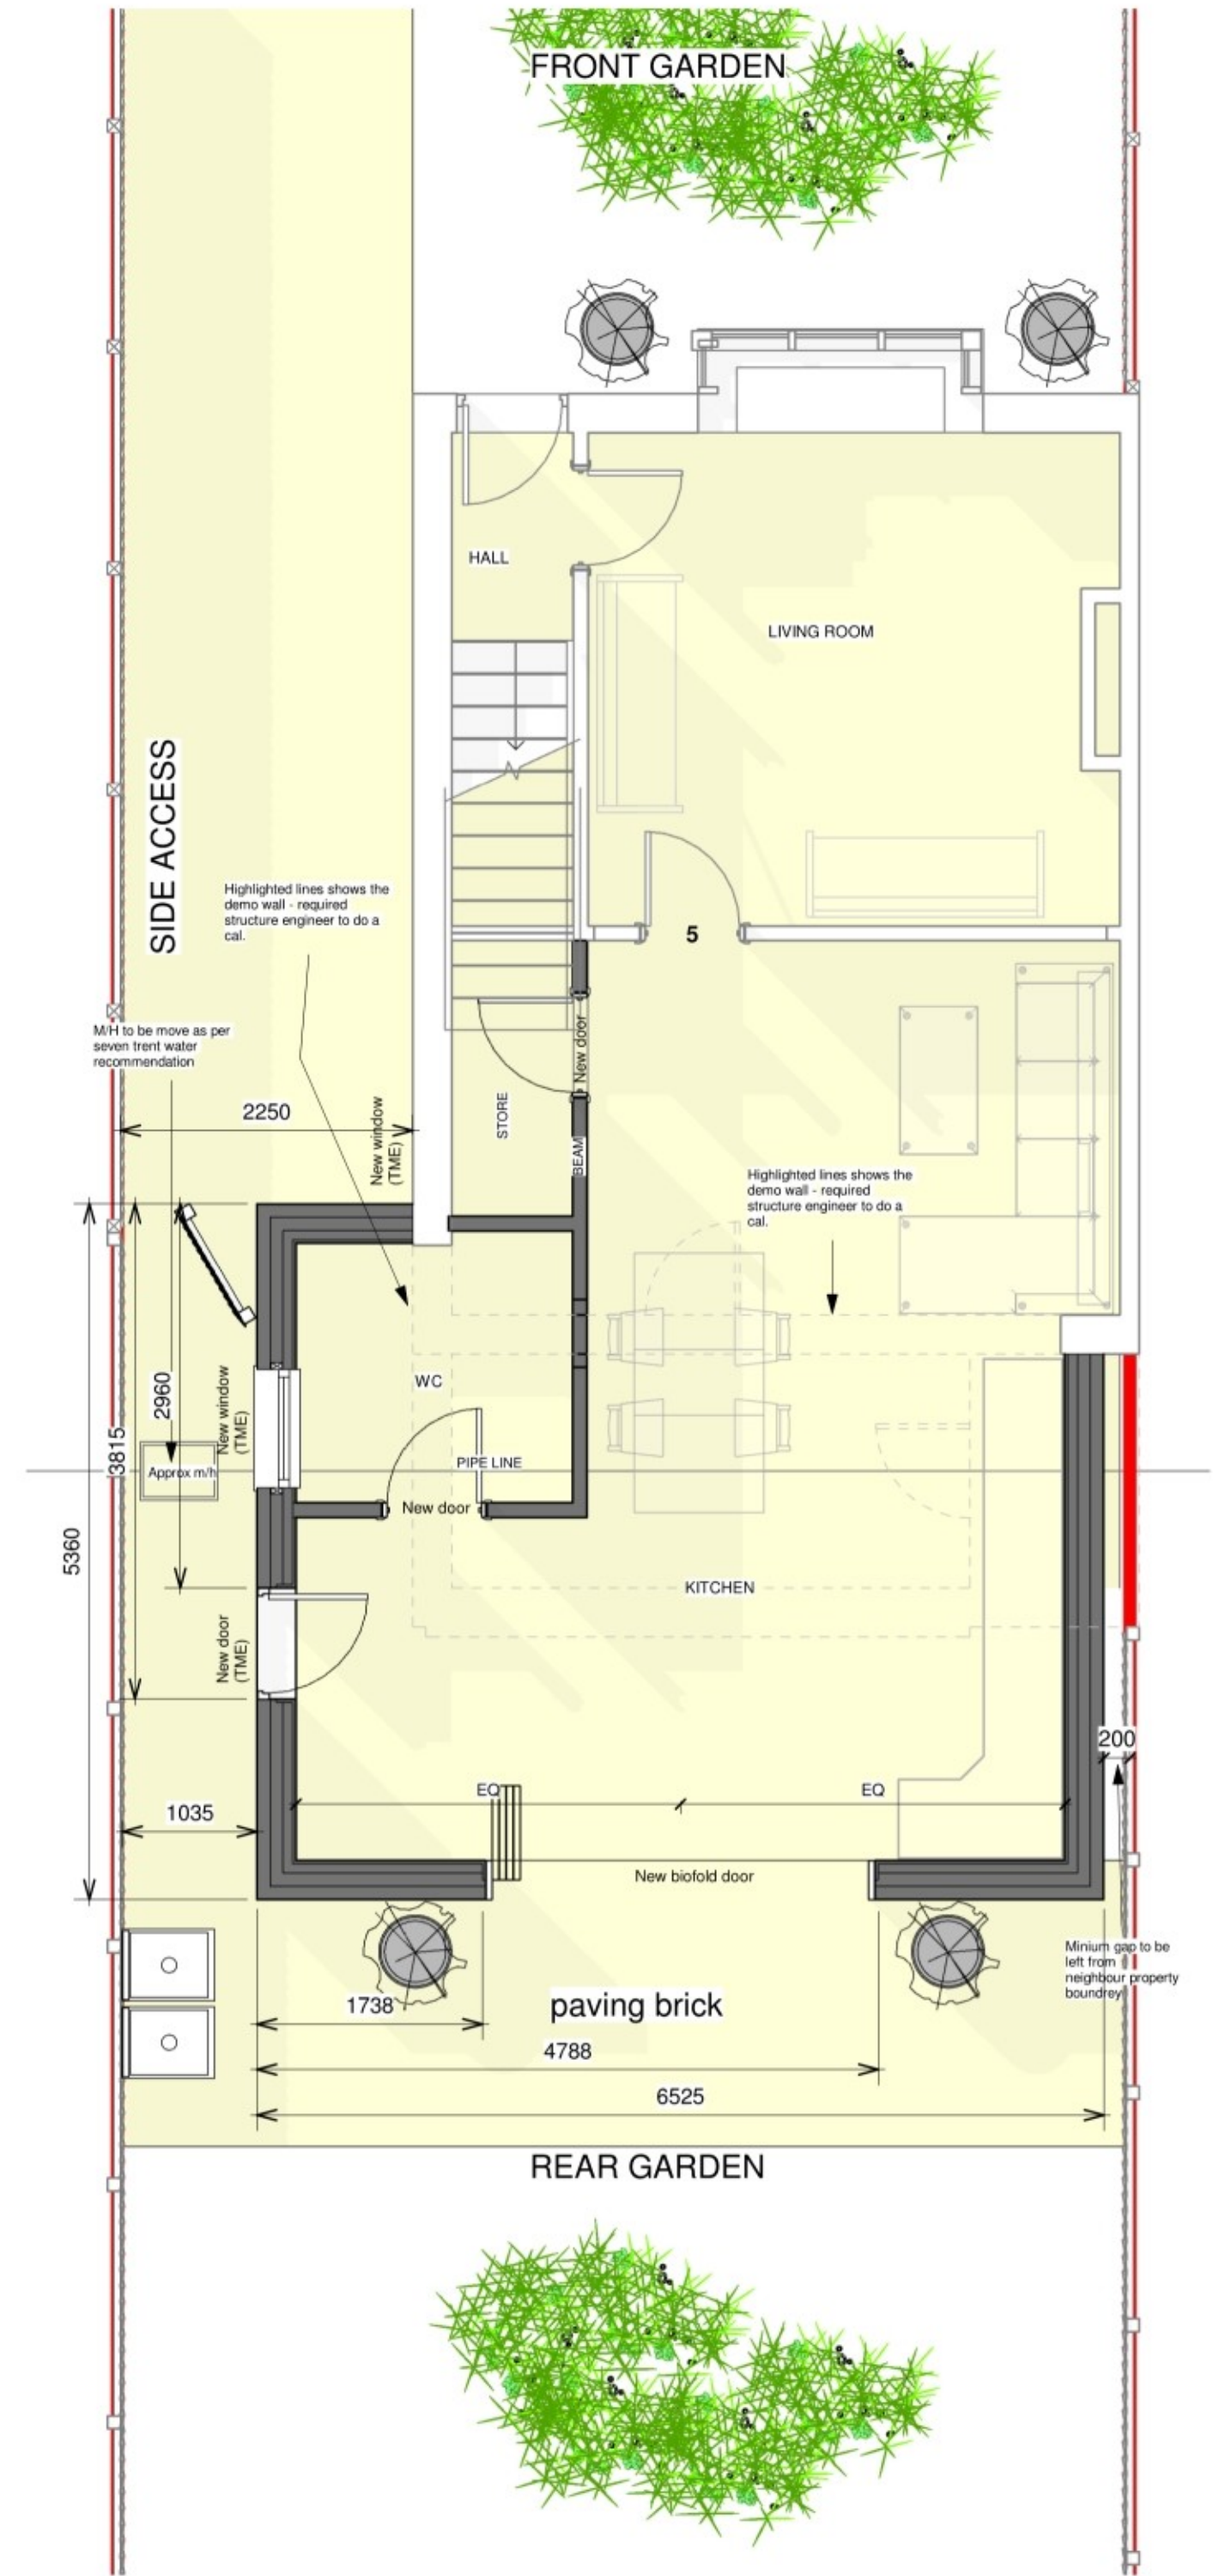 FRONT GARDEN
HALL
LIVING ROOM
SIDE ACCESS
Highlighted lines shows the
demo wall - required
structure engineer to do a
cal.
5
M/H to be move as per
seven trent water
recommendation
New door
2250
New window
(TME)
STORE
BEAM
Highlighted lines shows the
demo wall - required
structure engineer to do a
cal.
2960
3815
5360
New window
(TME)
WC
Approx m/h
PIPE LINE
New door
KITCHEN
New door
(TME)
200
EQ
EQ
1035
New biofold door
Minium gap to be
left from
neighbour property
boundrey
1738
paving brick
4788
6525
REAR GARDEN